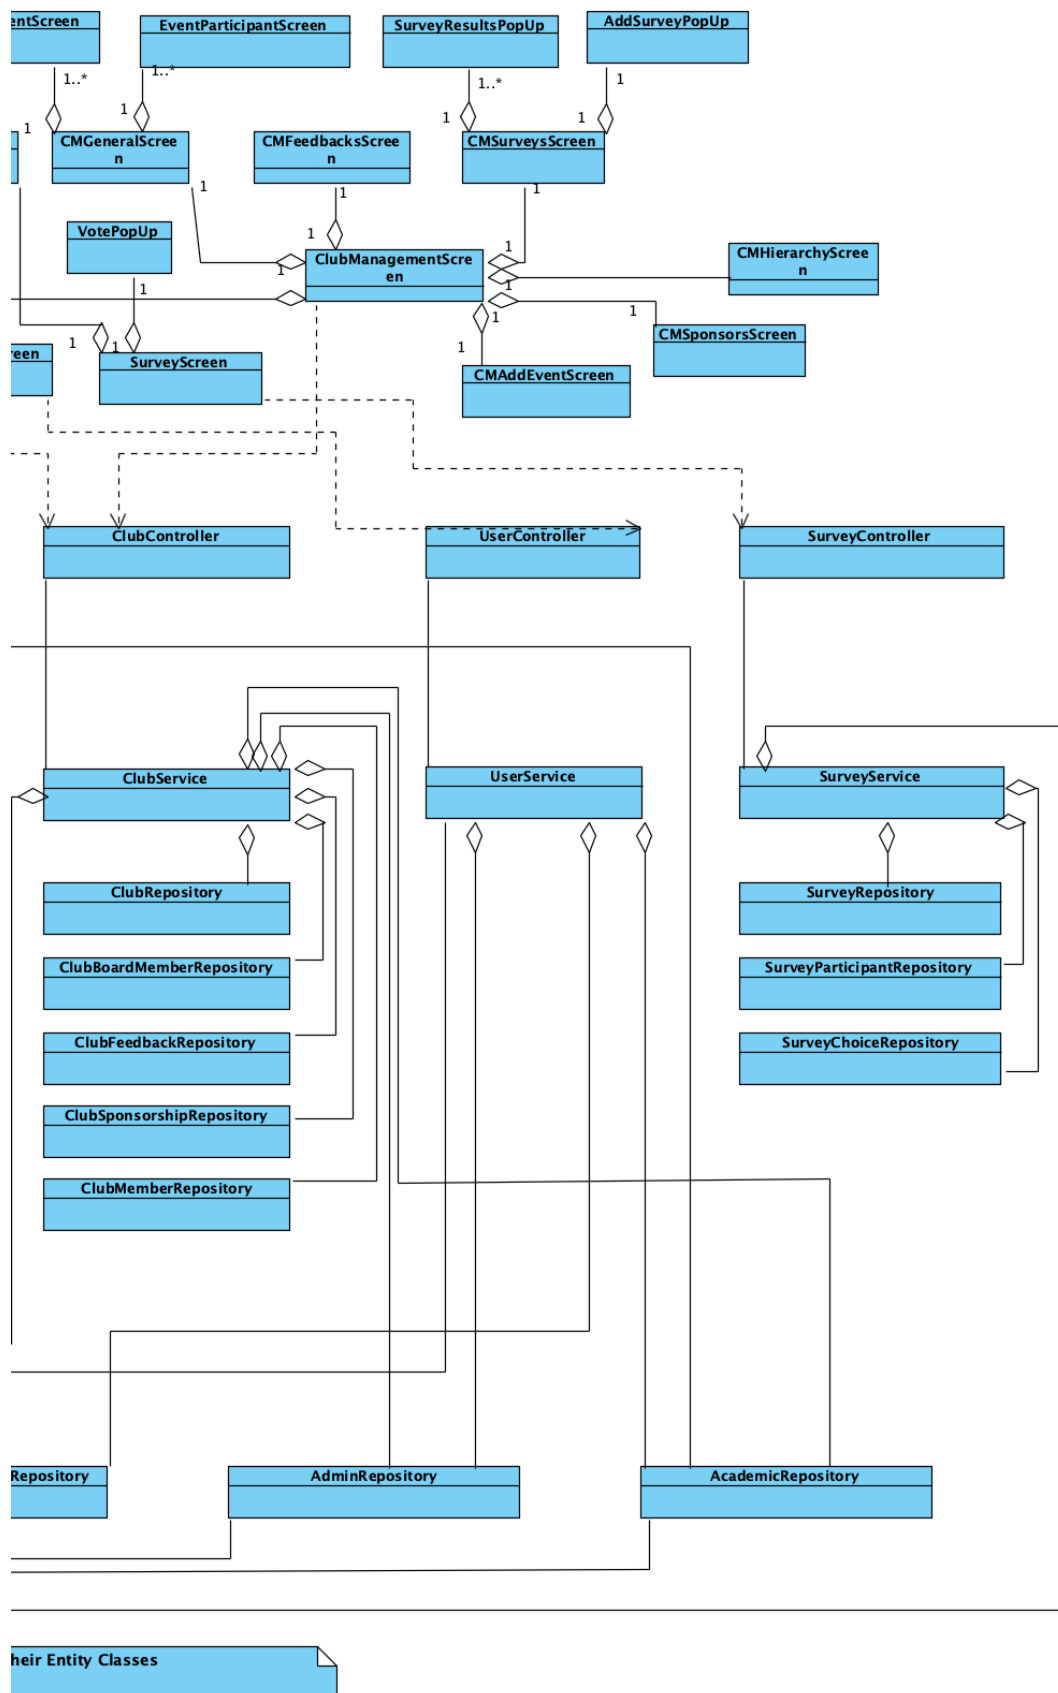 entScreen
EventParticipantScreen
SurveyResultsPopUp
AddSurveyPopUp
1..*
1..*
1..*
1
1
1
1
1
CMGeneralScree
n
CMFeedbacksScree
n
CMSurveysScreen
1
1
1
VotePopUp
1
1
1
ClubManagementScree
en
CMHierarchyScree
n
1
1
1
1
CMSponsorsScreen
1
1
1
reen
SurveyScreen
CMAddEventScreen
ClubController
UserController
SurveyController
ClubService
UserService
SurveyService
ClubRepository
SurveyRepository
ClubBoardMemberRepository
SurveyParticipantRepository
ClubFeedbackRepository
SurveyChoiceRepository
ClubSponsorshipRepository
ClubMemberRepository
Repository
AdminRepository
AcademicRepository
heir Entity Classes